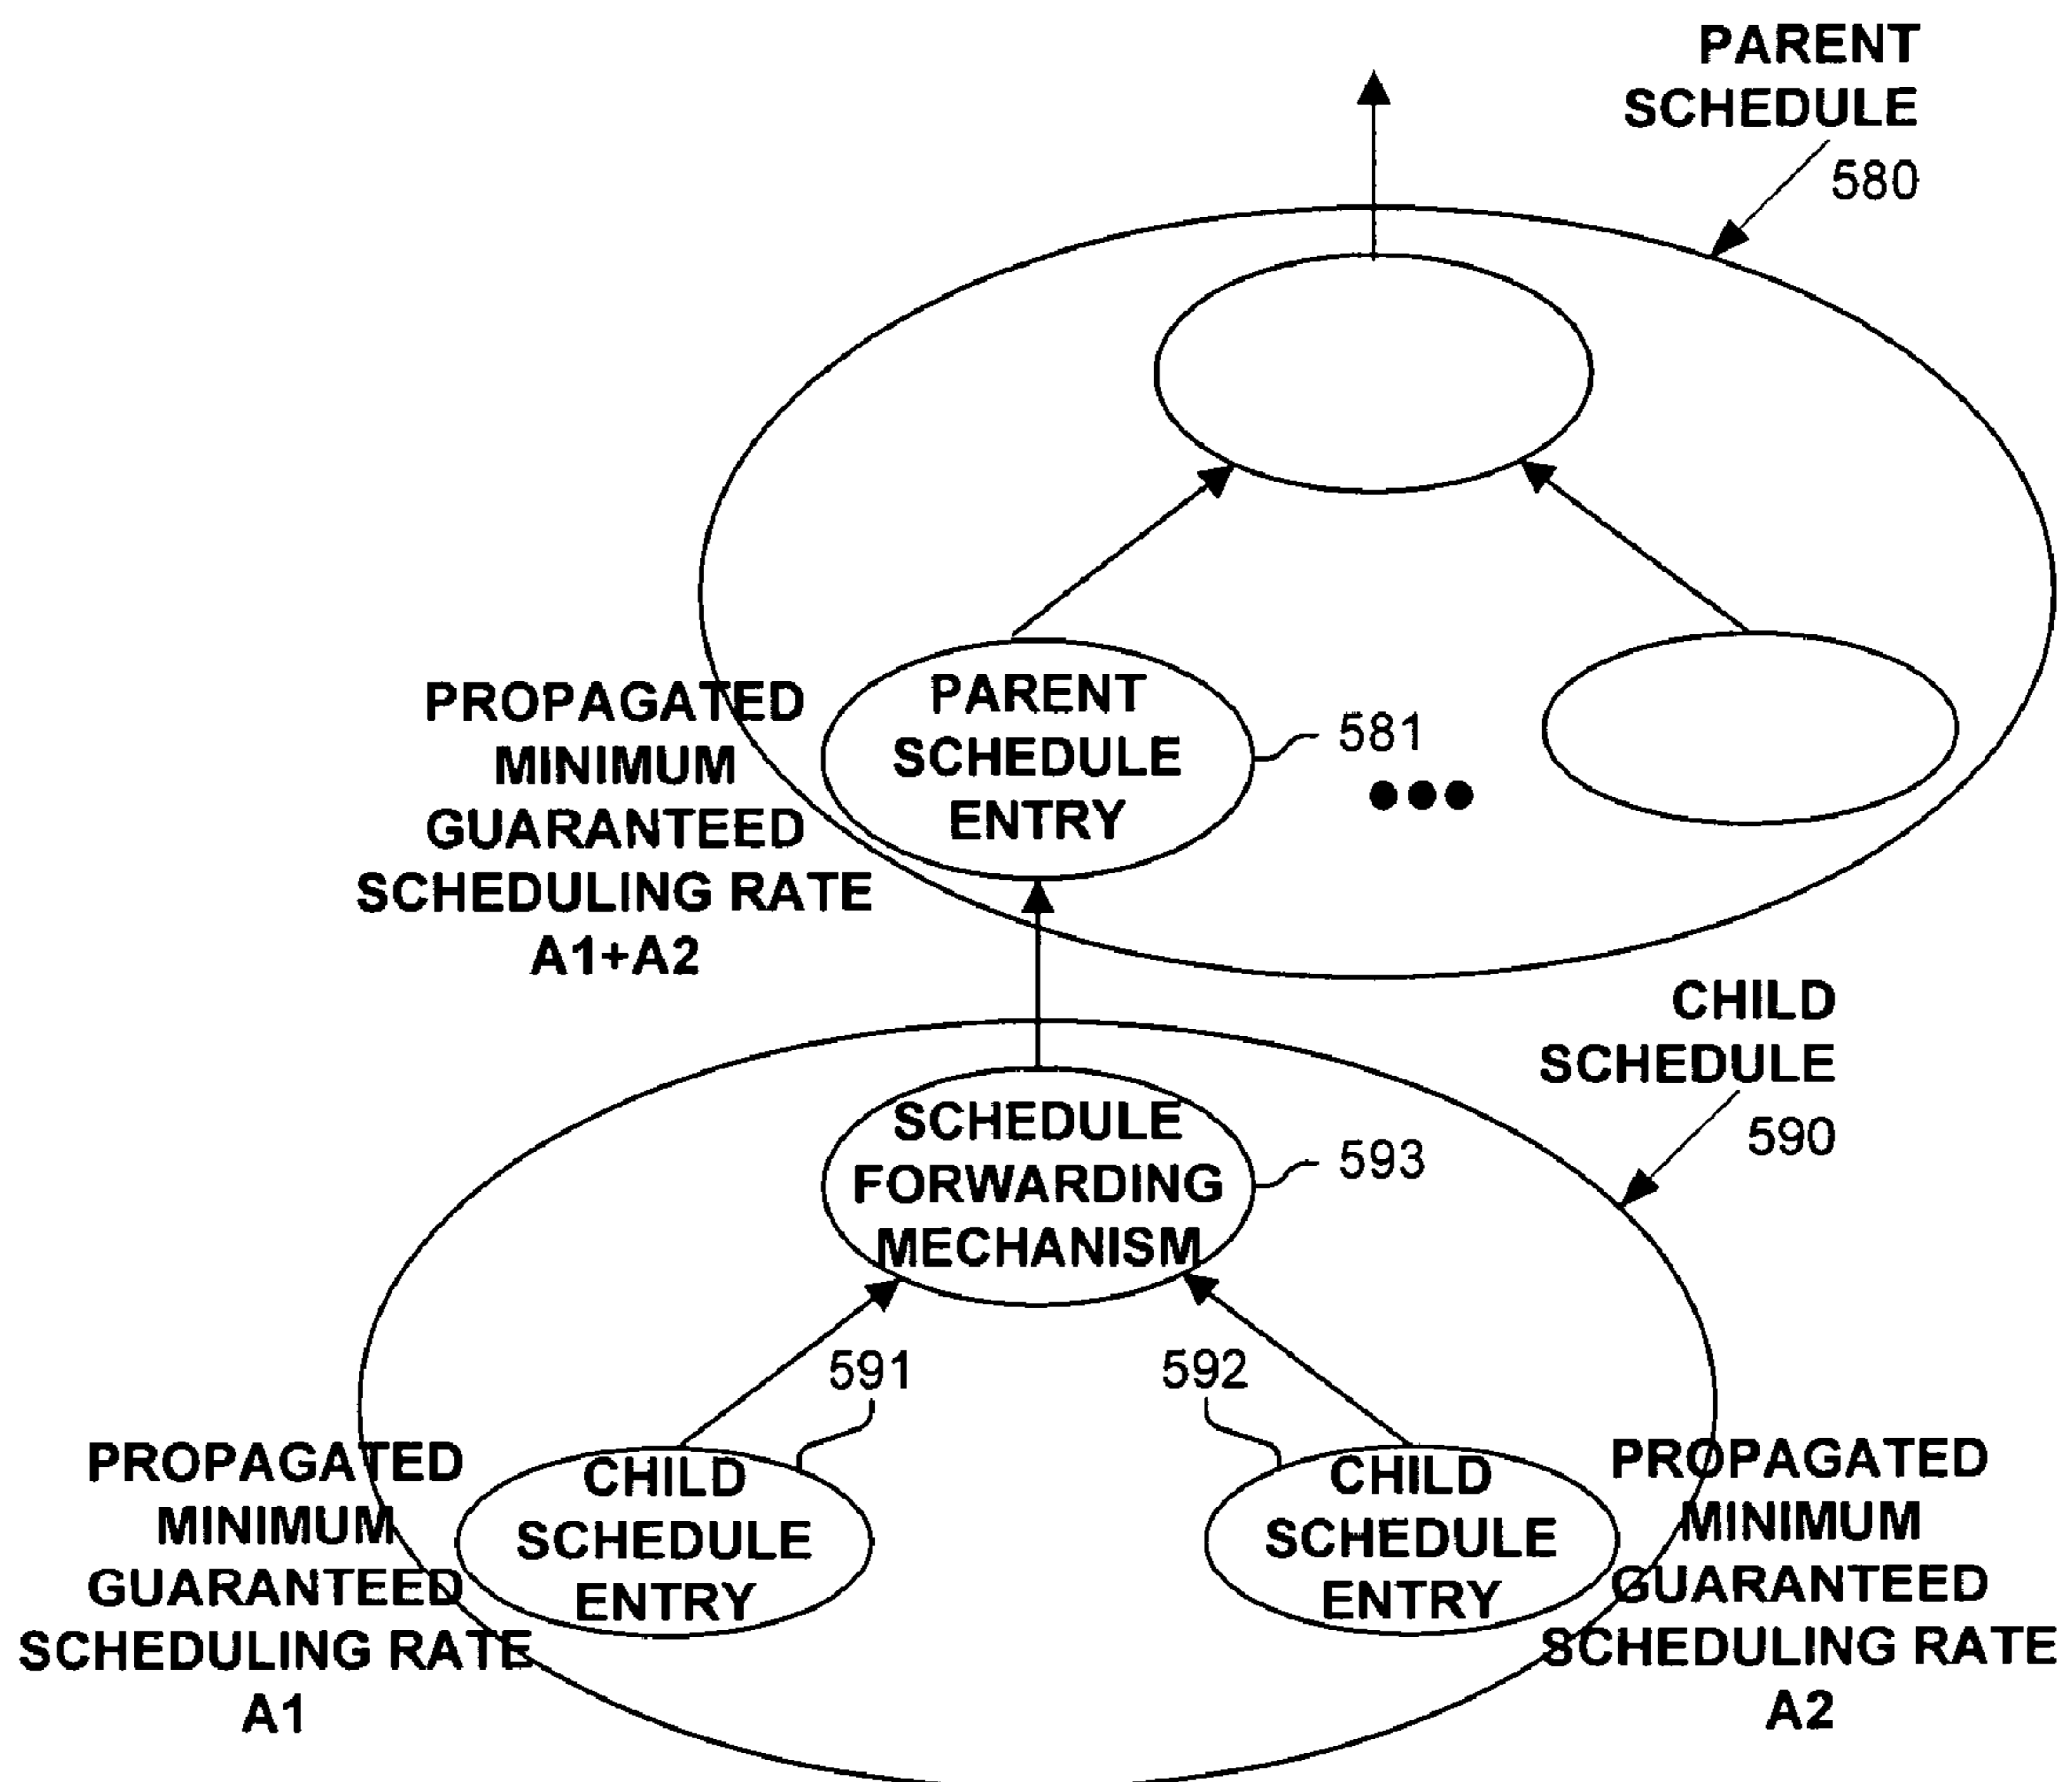 PARENT
SCHEDULE
580
PROPAGATED
MINIMUM
GUARANTEED
SCHEDULING RATE
A1+A2
PARENT
SCHEDULE
ENTRY
581
CHILD
SCHEDULE
590
SCHEDULE
FORWARDING
MECHANISM
593
591
592
PROPAGATED
MINIMUM
GUARANTEED
SCHEDULING RATE
A1
CHILD
SCHEDULE
ENTRY
CHILD
SCHEDULE
ENTRY
PROPAGATED
MINIMUM
GUARANTEED
SCHEDULING RATE
A2